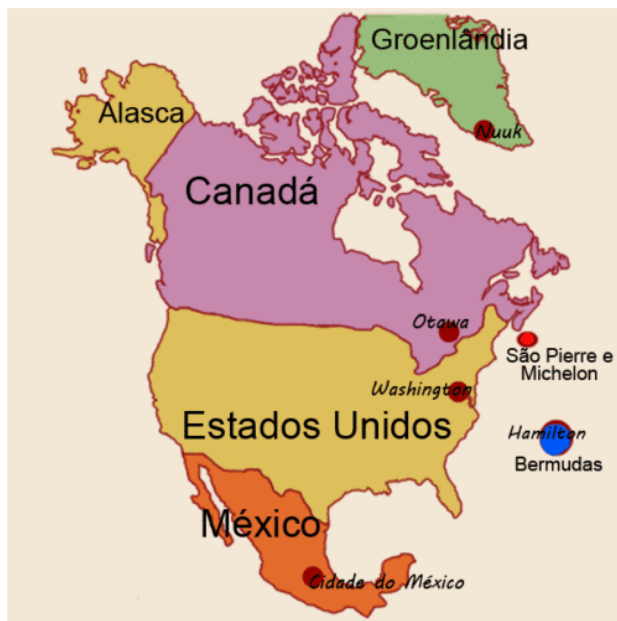 Groenlândia
Alasca
Nuuk
Canadá
Otawa
São Pierre e
Michelon
Washington
Estados Unidos
Hamilton
Bermudas
México
Cidade do México